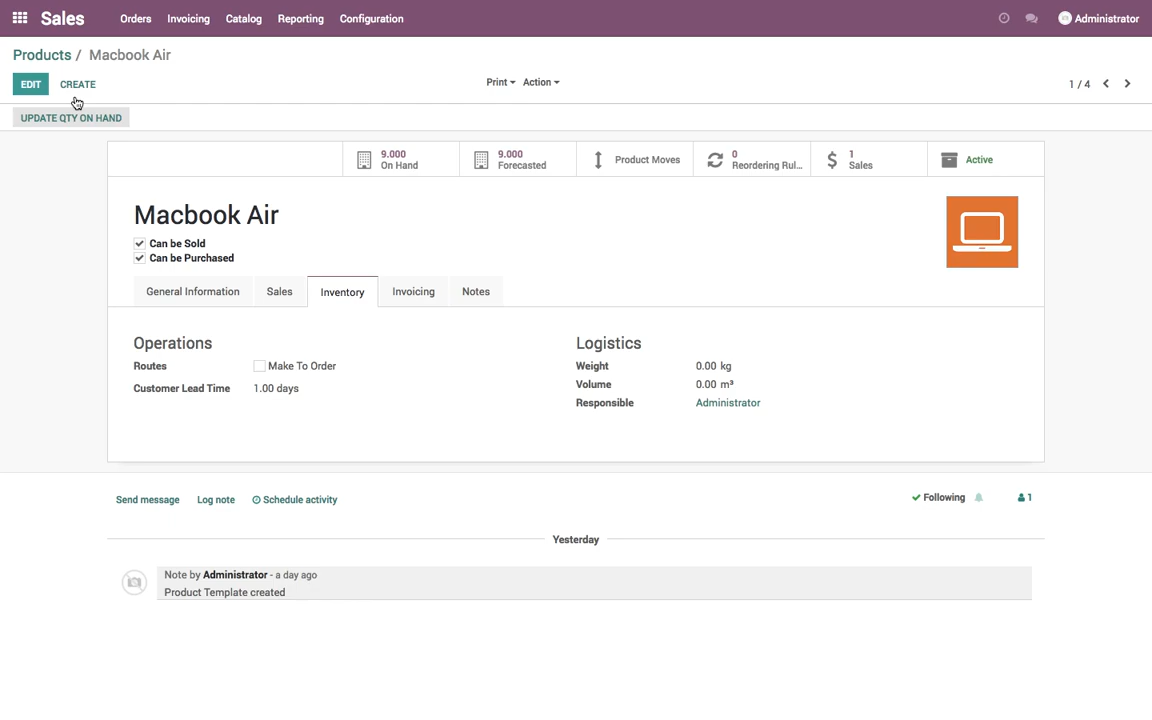 Sales Orders Invoicing Catalog Reporting Configuration Administrator
Products / Macbook Air
EDIT CREATE Print Action 1 / 4
UPDATE QTY ON HAND
9.000 On Hand
9.000 Forecasted
Product Moves
0 Reordering Rul...
1 Sales
Active
Macbook Air
Can be Sold
Can be Purchased
General Information Sales Inventory Invoicing Notes
Operations
Routes Make To Order
Customer Lead Time 1.00 days
Logistics
Weight 0.00 kg
Volume 0.00 m³
Responsible Administrator
Send message Log note Schedule activity Following 1
Yesterday
Note by Administrator - a day ago
Product Template created